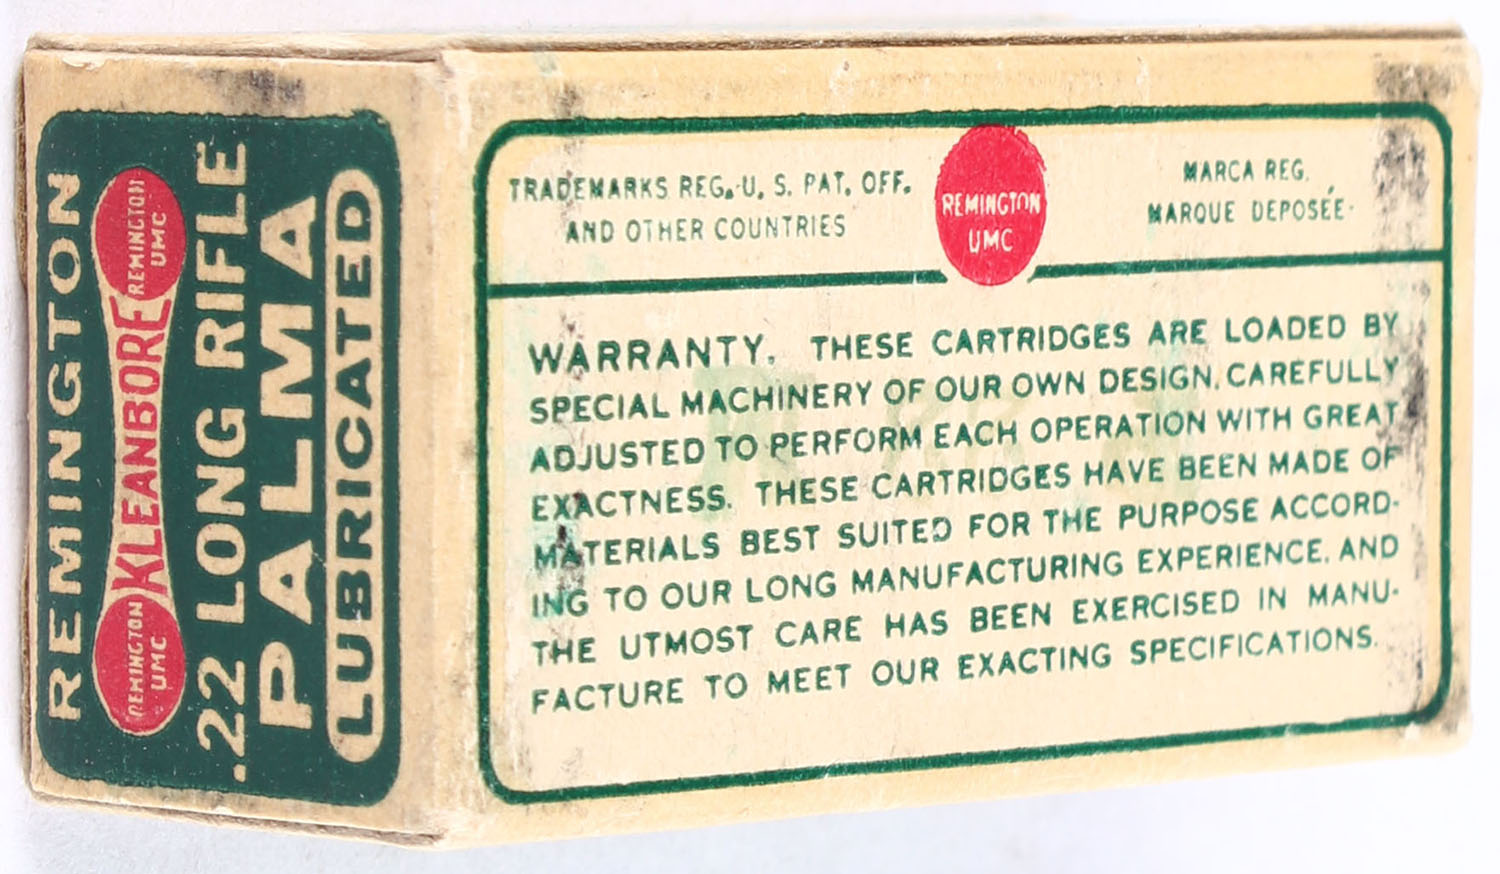 REMINGTON
REMINGTON
UMC
KLEANBORE
REMINGTON
UMC
.22 LONG RIFLE
PALMA
LUBRICATED
TRADEMARKS REG. U. S. PAT. OFF.
AND OTHER COUNTRIES
REMINGTON
UMC
MARCA REG.
MARQUE DEPOSÉE.
WARRANTY. THESE CARTRIDGES ARE LOADED BY
SPECIAL MACHINERY OF OUR OWN DESIGN, CAREFULLY
ADJUSTED TO PERFORM EACH OPERATION WITH GREAT
EXACTNESS. THESE CARTRIDGES HAVE BEEN MADE OF
MATERIALS BEST SUITED FOR THE PURPOSE ACCORD-
ING TO OUR LONG MANUFACTURING EXPERIENCE, AND
THE UTMOST CARE HAS BEEN EXERCISED IN MANU-
FACTURE TO MEET OUR EXACTING SPECIFICATIONS.